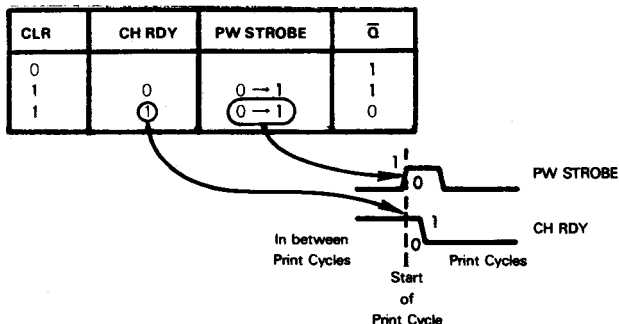 CLR CH RDY PW STROBE Q̅
0 1
1 0 0 → 1 1
1 1 0 → 1 0
1
0
PW STROBE
1
0
CH RDY
In between
Print Cycles
Print Cycles
Start
of
Print Cycle